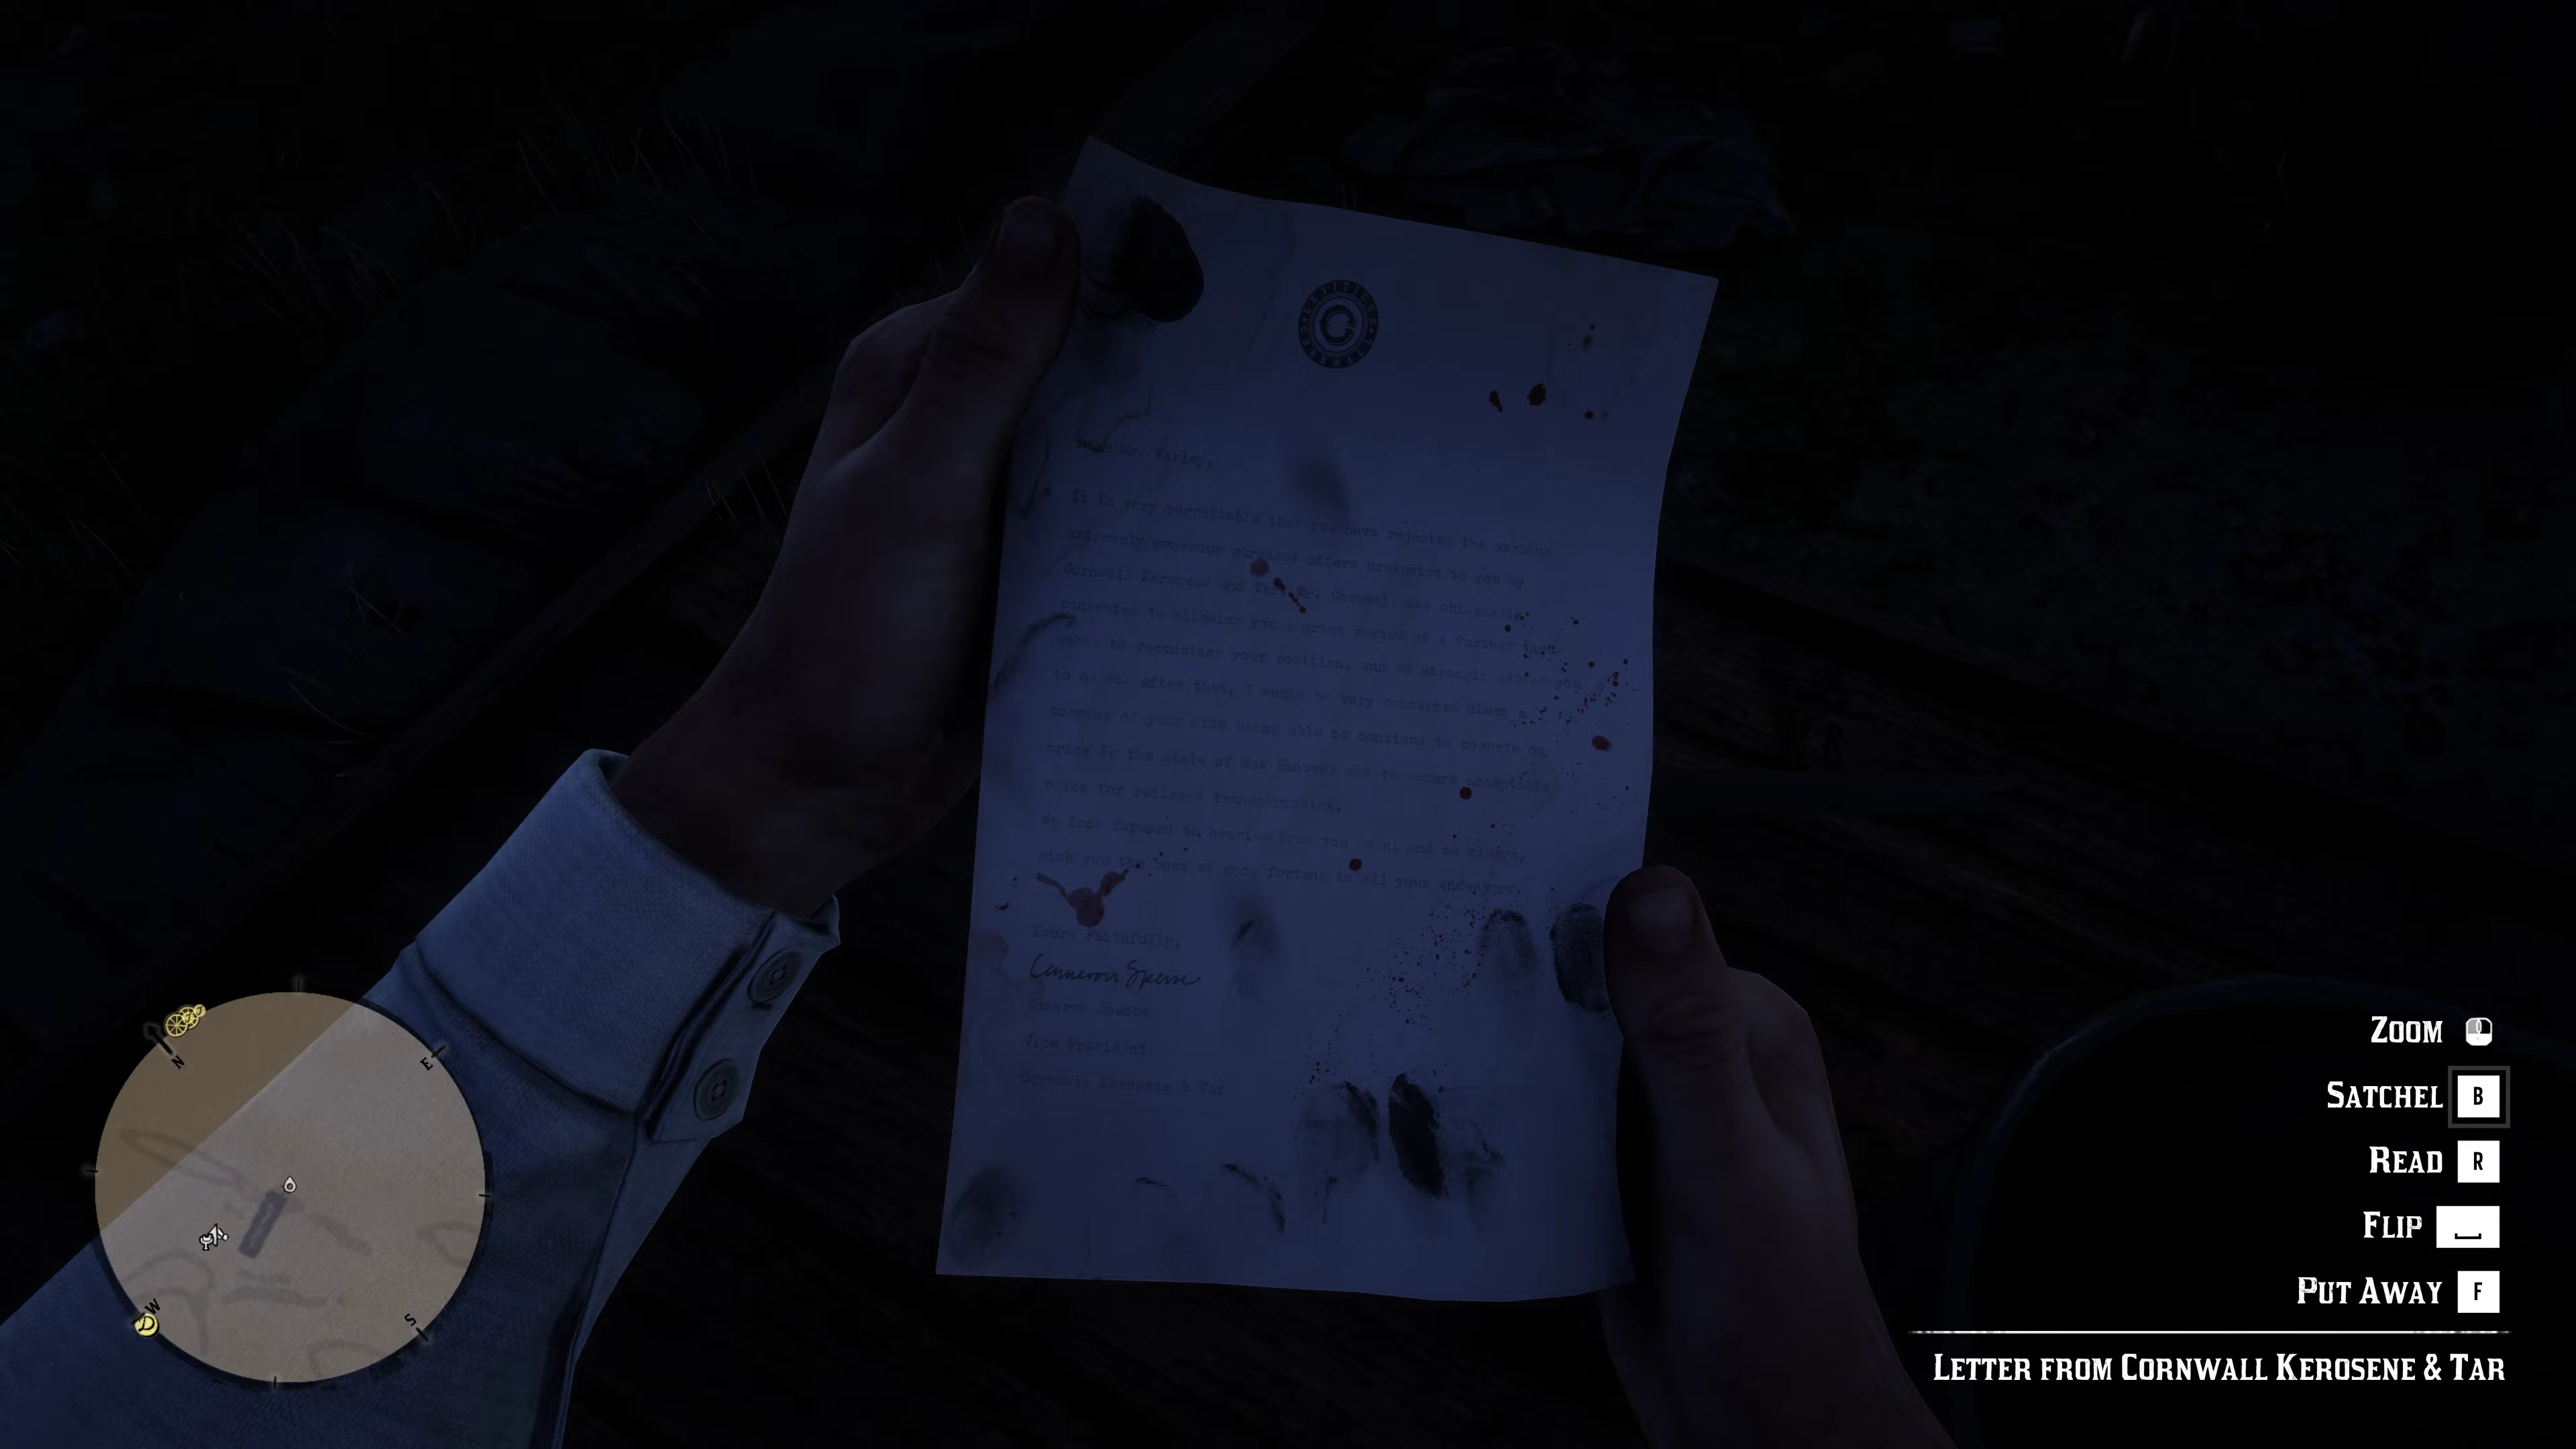 Dear Mr. Varley,
It is very regrettable that you have rejected the various
extremely generous purchase offers presented to you by
Cornwall Kerosene and Tar. Mr. Cornwall has obligingly
consented to allowing you a grace period of a further
weeks to reconsider your position, and we strongly advise you
to do so. After that, I would be very concerned about a
company of your size being able to continue to compete on
price in the state of New Hanover and to secure acceptable
rates for railroad transportation.
We look forward to hearing from you soon, and as always,
wish you the best of good fortune in all your endeavors.
Yours Faithfully,
Cameron Spence
Cameron Spence
Vice President
Cornwall Kerosene & Tar
N
E
W
S
Zoom
Satchel B
Read R
Flip
Put Away F
Letter from Cornwall Kerosene & Tar